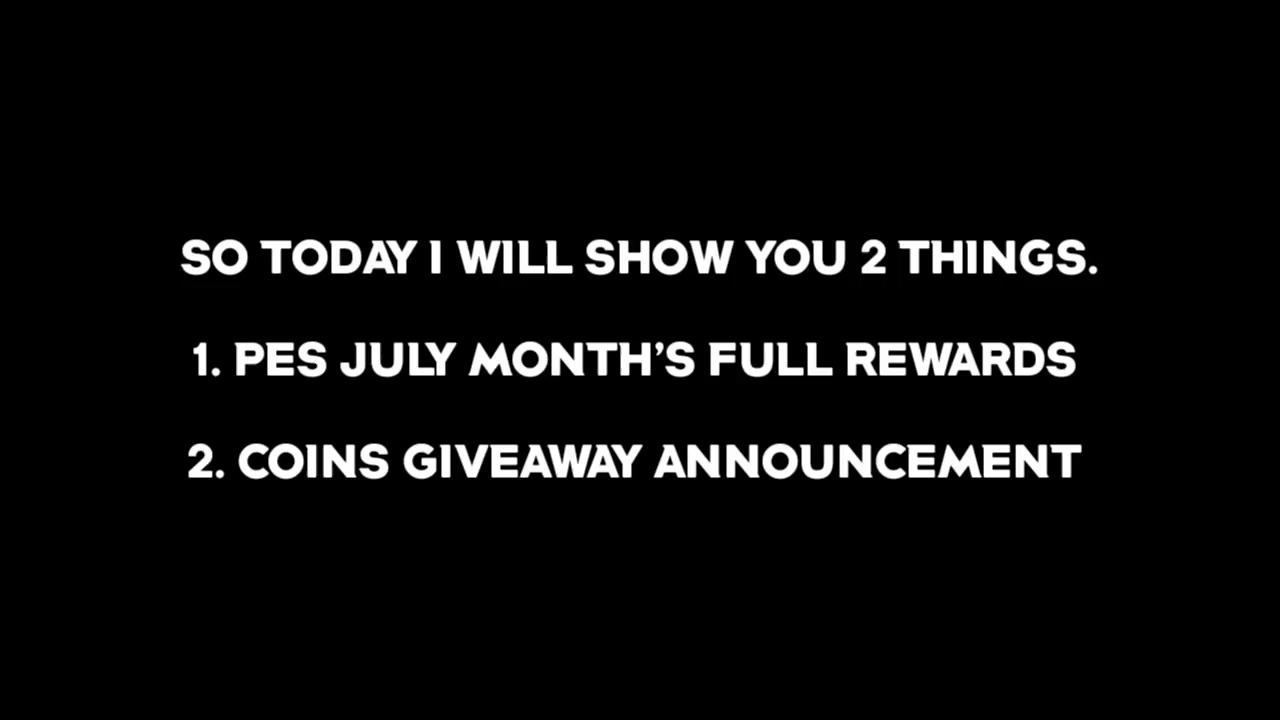 SO TODAY I WILL SHOW YOU 2 THINGS.
1. PES JULY MONTH'S FULL REWARDS
2. COINS GIVEAWAY ANNOUNCEMENT